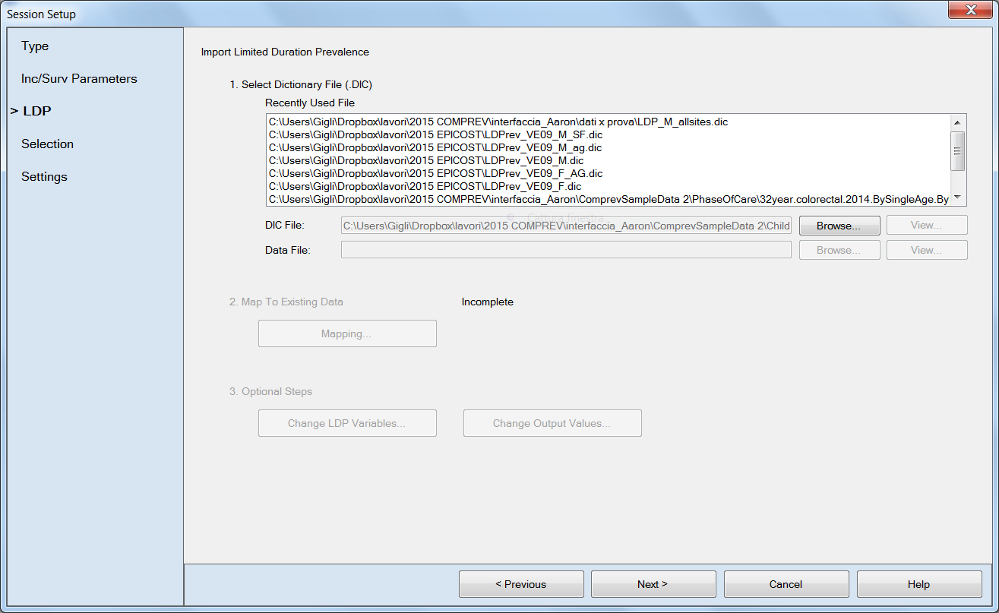 Session Setup
Type
Inc/Surv Parameters
> LDP
Selection
Settings
Import Limited Duration Prevalence
1. Select Dictionary File (.DIC)
Recently Used File
C:\Users\Gigli\Dropbox\lavori\2015 COMPREV\interfaccia_Aaron\dati x prova\LDP_M_allsites.dic
C:\Users\Gigli\Dropbox\lavori\2015 EPICOST\LDPrev_VE09_M_SF.dic
C:\Users\Gigli\Dropbox\lavori\2015 EPICOST\LDPrev_VE09_M_ag.dic
C:\Users\Gigli\Dropbox\lavori\2015 EPICOST\LDPrev_VE09_M.dic
C:\Users\Gigli\Dropbox\lavori\2015 EPICOST\LDPrev_VE09_F_AG.dic
C:\Users\Gigli\Dropbox\lavori\2015 EPICOST\LDPrev_VE09_F.dic
C:\Users\Gigli\Dropbox\lavori\2015 COMPREV\interfaccia_Aaron\ComprevSampleData 2\PhaseOfCare\32year.colorectal.2014.BySingleAge.By
Cattura finestra
DIC File: C:\Users\Gigli\Dropbox\lavori\2015 COMPREV\interfaccia_Aaron\ComprevSampleData 2\Child Browse... View...
Data File: Browse... View...
2. Map To Existing Data Incomplete
Mapping...
3. Optional Steps
Change LDP Variables... Change Output Values...
< Previous Next > Cancel Help